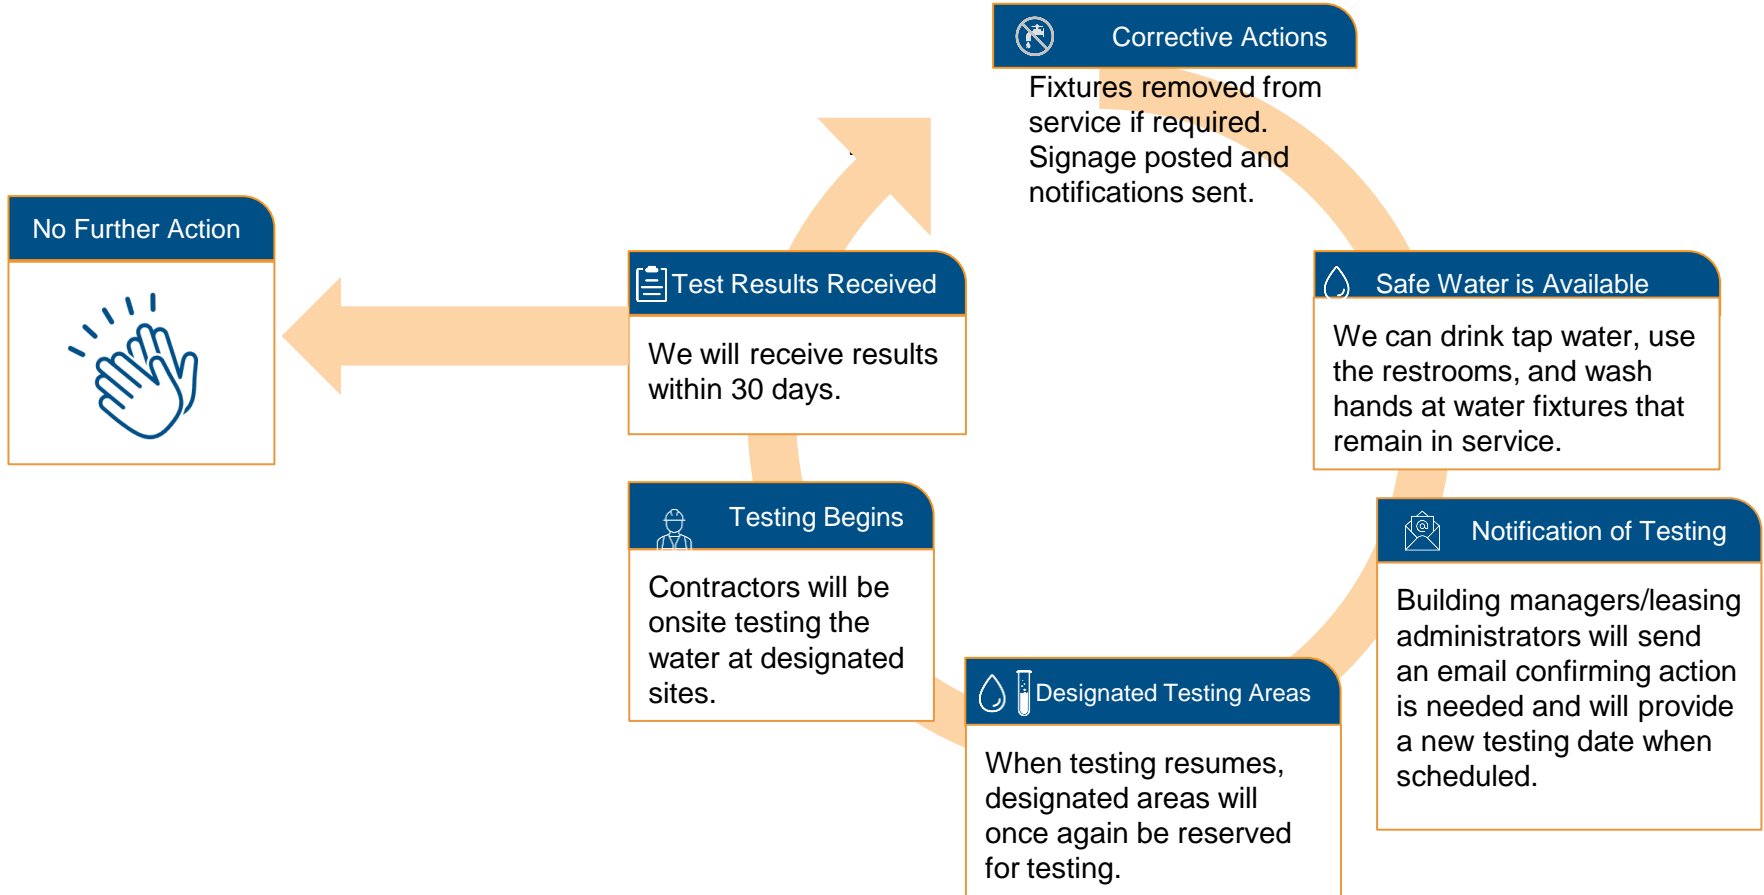 Corrective Actions
Fixtures removed from
service if required.
Signage posted and
notifications sent.
Safe Water is Available
We can drink tap water, use
the restrooms, and wash
hands at water fixtures that
remain in service.
Notification of Testing
Building managers/leasing
administrators will send
an email confirming action
is needed and will provide
a new testing date when
scheduled.
Designated Testing Areas
When testing resumes,
designated areas will
once again be reserved
for testing.
Testing Begins
Contractors will be
onsite testing the
water at designated
sites.
Test Results Received
We will receive results
within 30 days.
No Further Action